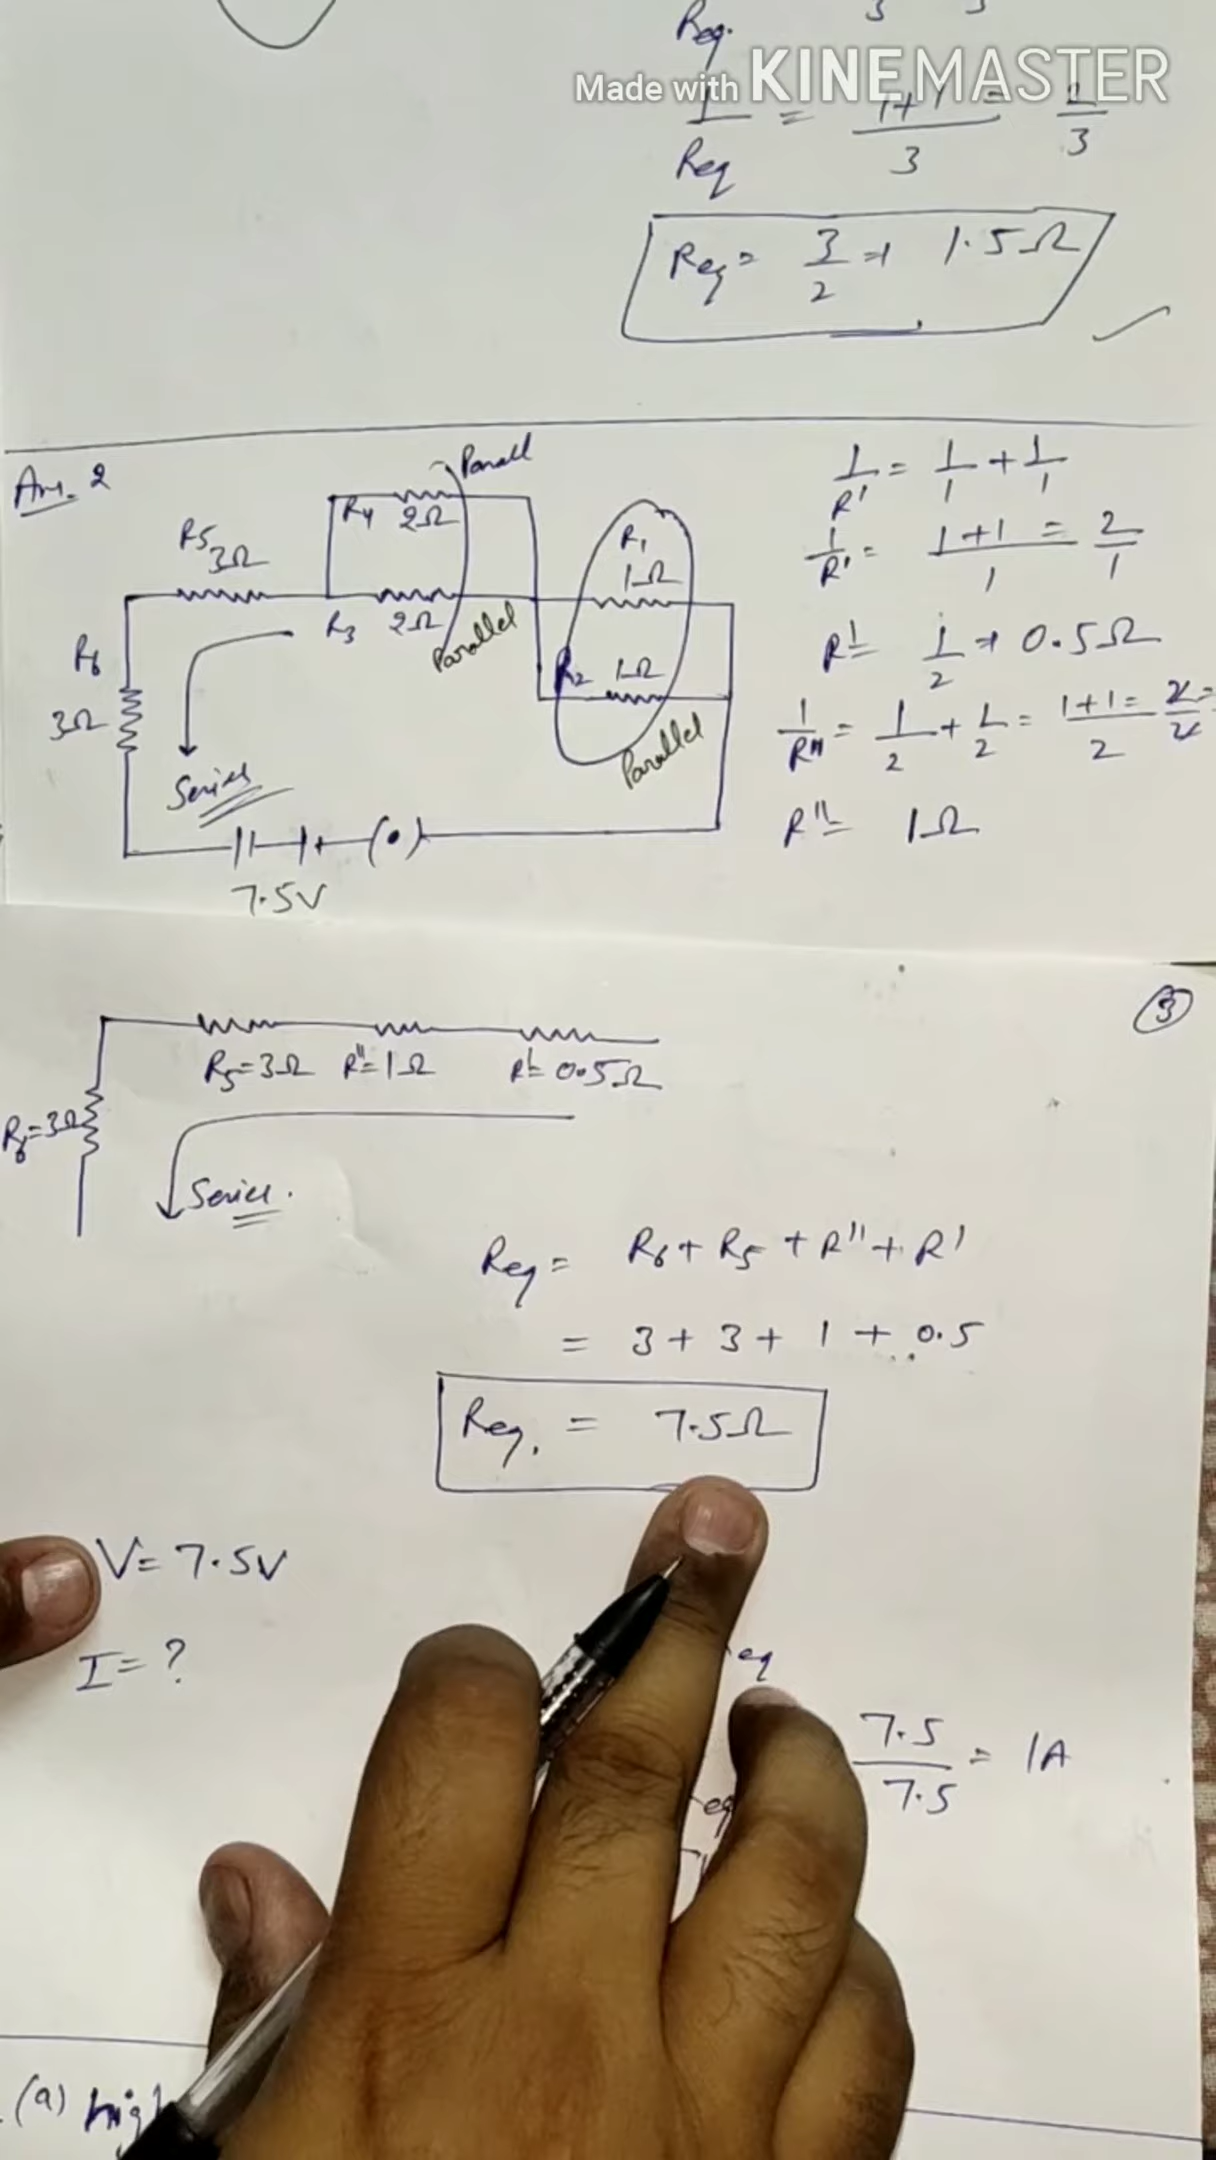 Req.
Made with KINEMASTER
1/Req = 1+1/3 = 2/3
Req = 3/2 = 1.5Ω
Ans. 2
Parall
R4 2Ω
R5 3Ω
R3 2Ω
Parallel
R1 1Ω
R2 1Ω
Parallel
R6
3Ω
Series
7.5V
1/R' = 1/1 + 1/1
1/R' = 1+1/1 = 2/1
R' = 1/2 = 0.5Ω
1/R" = 1/2 + 1/2 = 1+1/2 = 2/2 =
R" = 1Ω
3
R5=3Ω R"=1Ω R'=0.5Ω
R6=3Ω
Series.
Req = R6 + R5 + R" + R'
= 3 + 3 + 1 + 0.5
Req. = 7.5Ω
V = 7.5V
I = ?
eq
7.5/7.5 = 1A
eq
(a) high